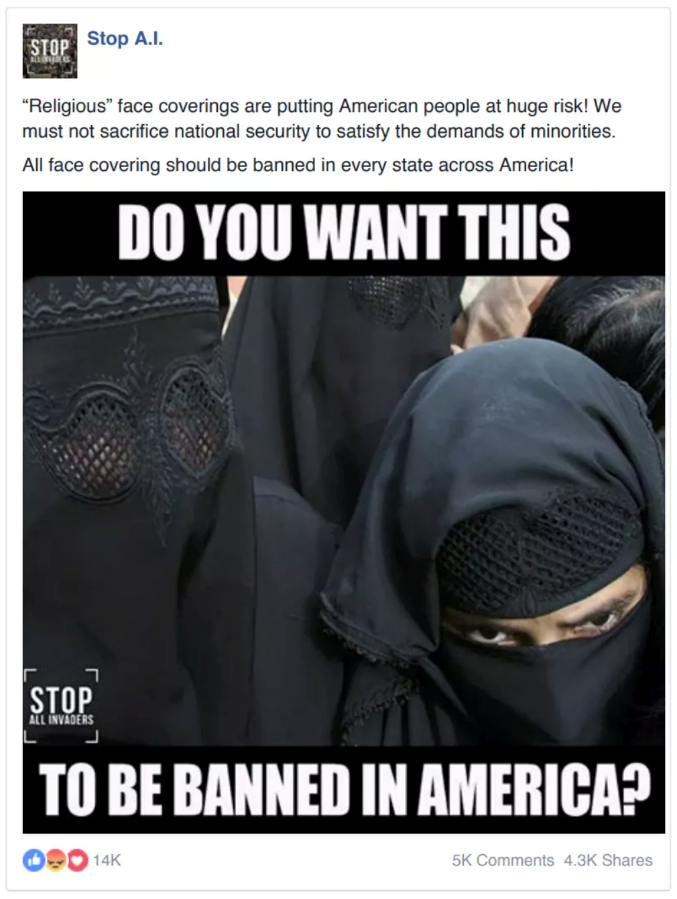 STOP
ALL INVADERS
Stop A.I.
“Religious” face coverings are putting American people at huge risk! We
must not sacrifice national security to satisfy the demands of minorities.
All face covering should be banned in every state across America!
DO YOU WANT THIS
STOP
ALL INVADERS
TO BE BANNED IN AMERICA?
14K
5K Comments 4.3K Shares